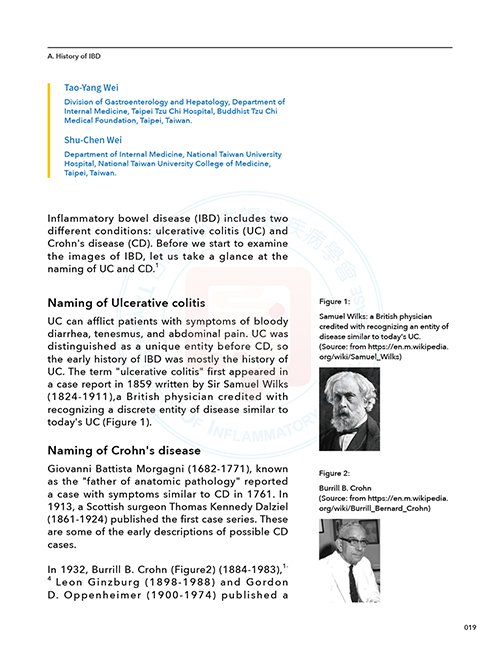 A. History of IBD
Tao-Yang Wei
Division of Gastroenterology and Hepatology, Department of
Internal Medicine, Taipei Tzu Chi Hospital, Buddhist Tzu Chi
Medical Foundation, Taipei, Taiwan.
Shu-Chen Wei
Department of Internal Medicine, National Taiwan University
Hospital, National Taiwan University College of Medicine,
Taipei, Taiwan.
Inflammatory bowel disease (IBD) includes two
different conditions: ulcerative colitis (UC) and
Crohn's disease (CD). Before we start to examine
the images of IBD, let us take a glance at the
naming of UC and CD.1
Naming of Ulcerative colitis
UC can afflict patients with symptoms of bloody
diarrhea, tenesmus, and abdominal pain. UC was
distinguished as a unique entity before CD, so
the early history of IBD was mostly the history of
UC. The term "ulcerative colitis" first appeared in
a case report in 1859 written by Sir Samuel Wilks
(1824-1911),a British physician credited with
recognizing a discrete entity of disease similar to
today's UC (Figure 1).
Naming of Crohn's disease
Giovanni Battista Morgagni (1682-1771), known
as the "father of anatomic pathology" reported
a case with symptoms similar to CD in 1761. In
1913, a Scottish surgeon Thomas Kennedy Dalziel
(1861-1924) published the first case series. These
are some of the early descriptions of possible CD
cases.
In 1932, Burrill B. Crohn (Figure2) (1884-1983),1-
4 Leon Ginzburg (1898-1988) and Gordon
D. Oppenheimer (1900-1974) published a
Figure 1:
Samuel Wilks: a British physician
credited with recognizing an entity of
disease similar to today's UC.
(Source: from https://en.m.wikipedia.
org/wiki/Samuel_Wilks)
Figure 2:
Burrill B. Crohn
(Source: from https://en.m.wikipedia.
org/wiki/Burrill_Bernard_Crohn)
OF INFLAMMATORY
019